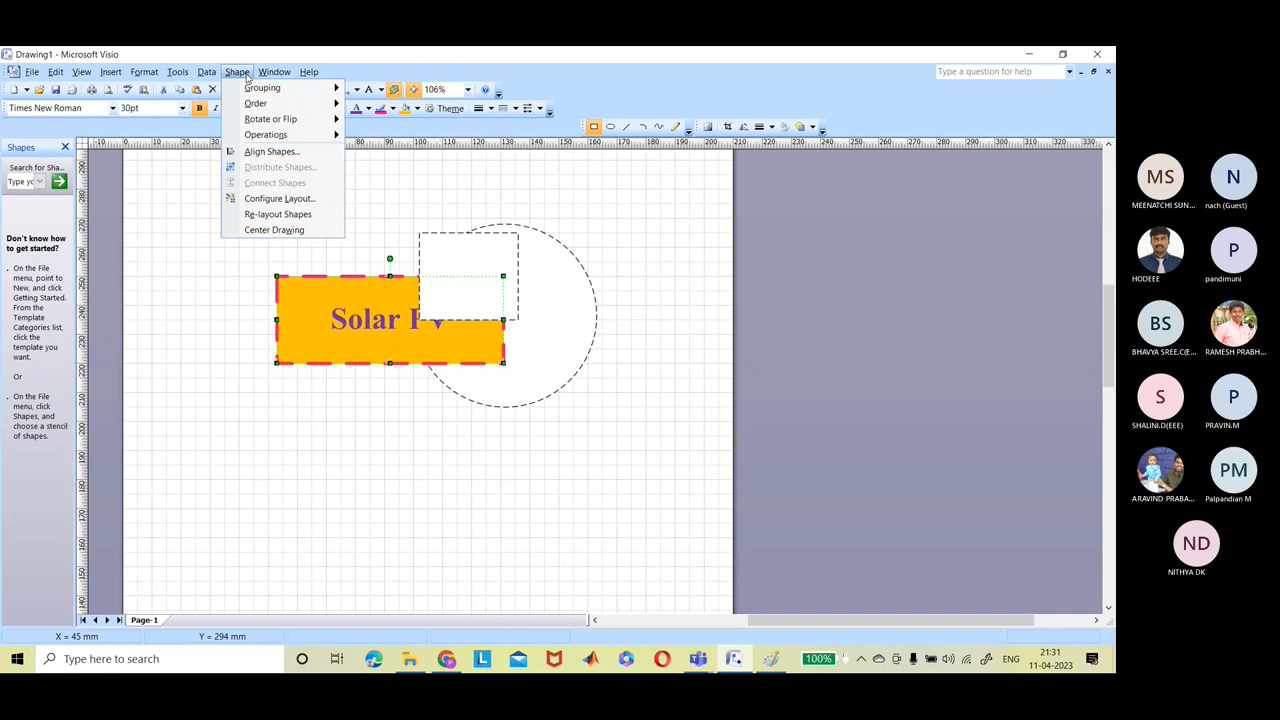 Drawing1 - Microsoft Visio
File Edit View Insert Format Tools Data Shape Window Help
Type a question for help
106%
Times New Roman 30pt B I
Theme
Grouping
Order
Rotate or Flip
Operations
Align Shapes...
Distribute Shapes...
Connect Shapes
Configure Layout...
Re-layout Shapes
Center Drawing
Shapes
Search for Sha...
Don't know how to get started?
On the File menu, point to New, and click Getting Started. From the Template Categories list, click the template you want.
Or
On the File menu, click Shapes, and choose a stencil of shapes.
Solar PV
Page-1
X = 45 mm
Y = 294 mm
Type here to search
100%
ENG
21:31
11-04-2023
MS
MEENATCHI SUN...
N
nach (Guest)
HODEEE
P
pandimuni
BS
BHAVYA SREE.C(E...
RAMESH PRABH...
S
SHALINI.D(EEE)
P
PRAVIN.M
ARAVIND PRABA...
PM
Palpandian M
ND
NITHYA DK